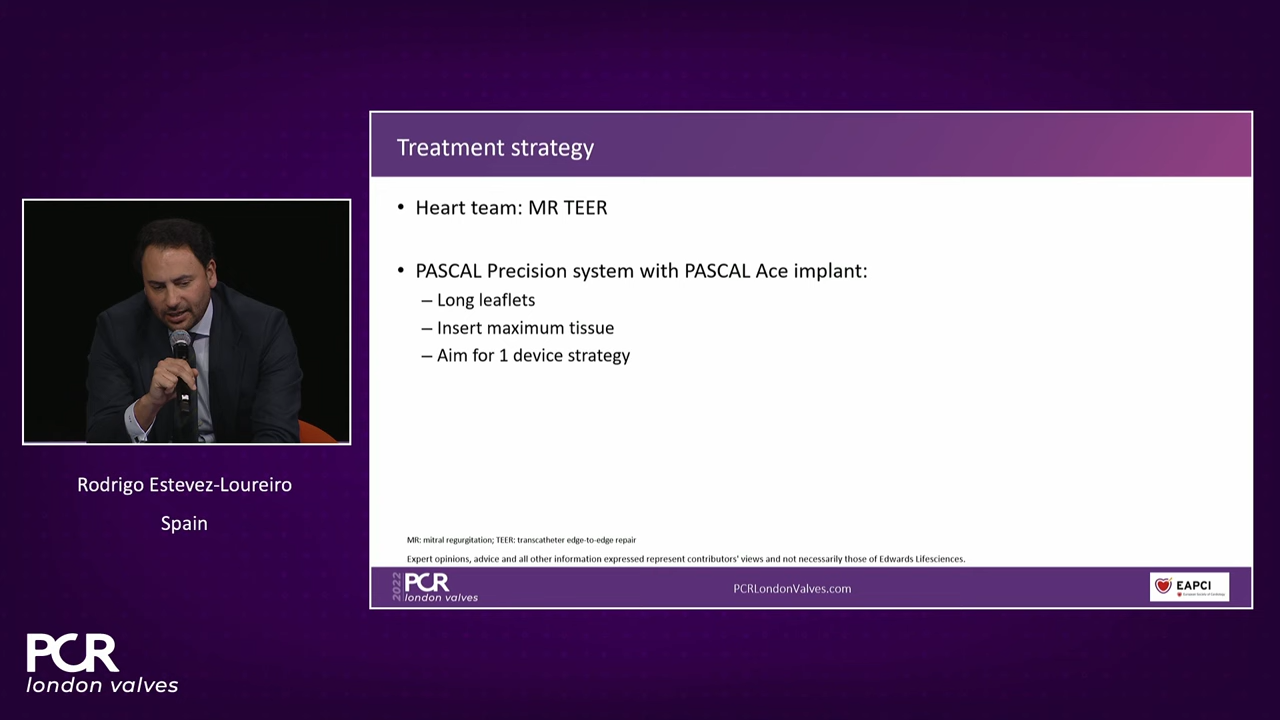 Treatment strategy
• Heart team: MR TEER
• PASCAL Precision system with PASCAL Ace implant:
– Long leaflets
– Insert maximum tissue
– Aim for 1 device strategy
MR: mitral regurgitation; TEER: transcatheter edge-to-edge repair
Expert opinions, advice and all other information expressed represent contributors' views and not necessarily those of Edwards Lifesciences.
2022
PCR
london valves
PCRLondonValves.com
EAPCI
Rodrigo Estevez-Loureiro
Spain
PCR
london valves